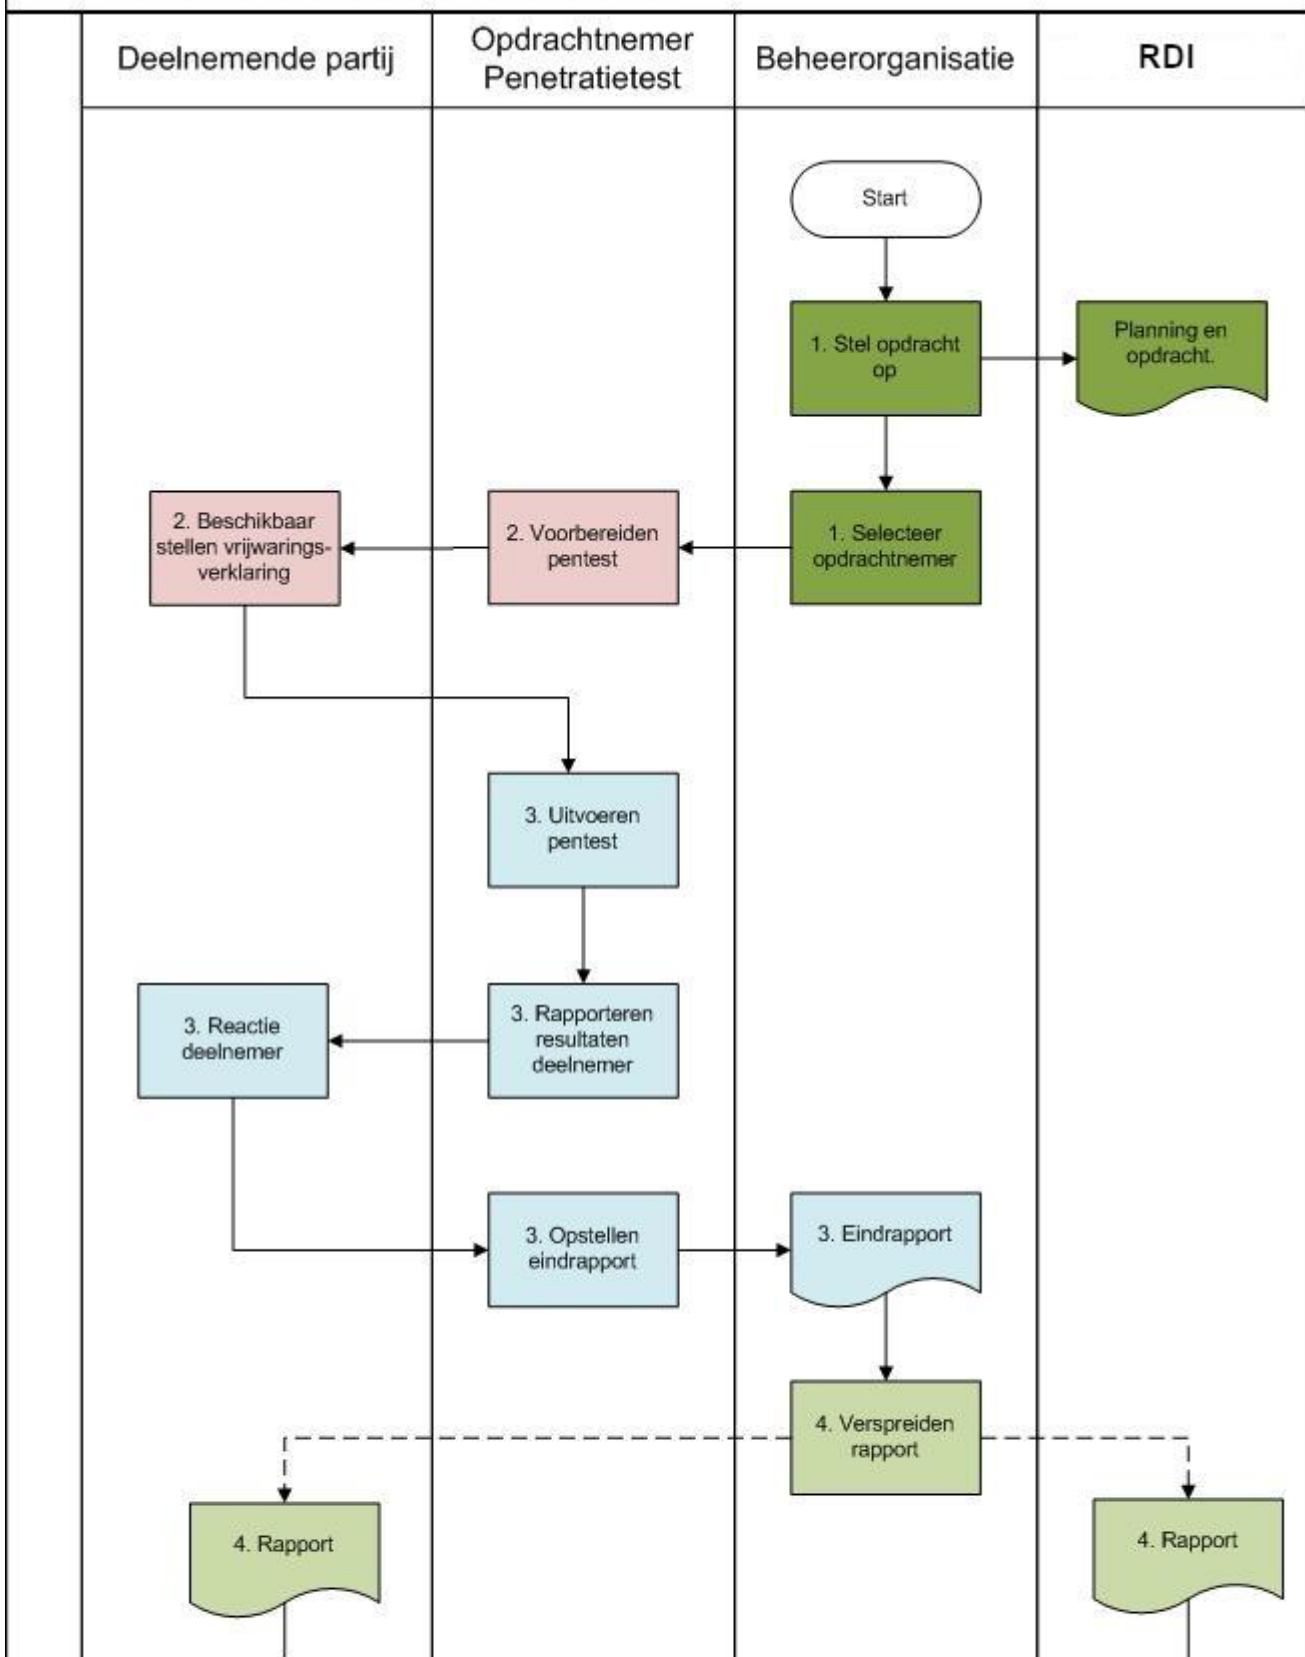 Deelnemende partij
Opdrachtnemer
Penetratietest
Beheerorganisatie
RDI
Start
1. Stel opdracht
op
Planning en
opdracht.
2. Beschikbaar
stellen vrijwarings-
verklaring
2. Voorbereiden
pentest
1. Selecteer
opdrachtnemer
3. Uitvoeren
pentest
3. Reactie
deelnemer
3. Rapporteren
resultaten
deelnemer
3. Opstellen
eindrapport
3. Eindrapport
4. Verspreiden
rapport
4. Rapport
4. Rapport